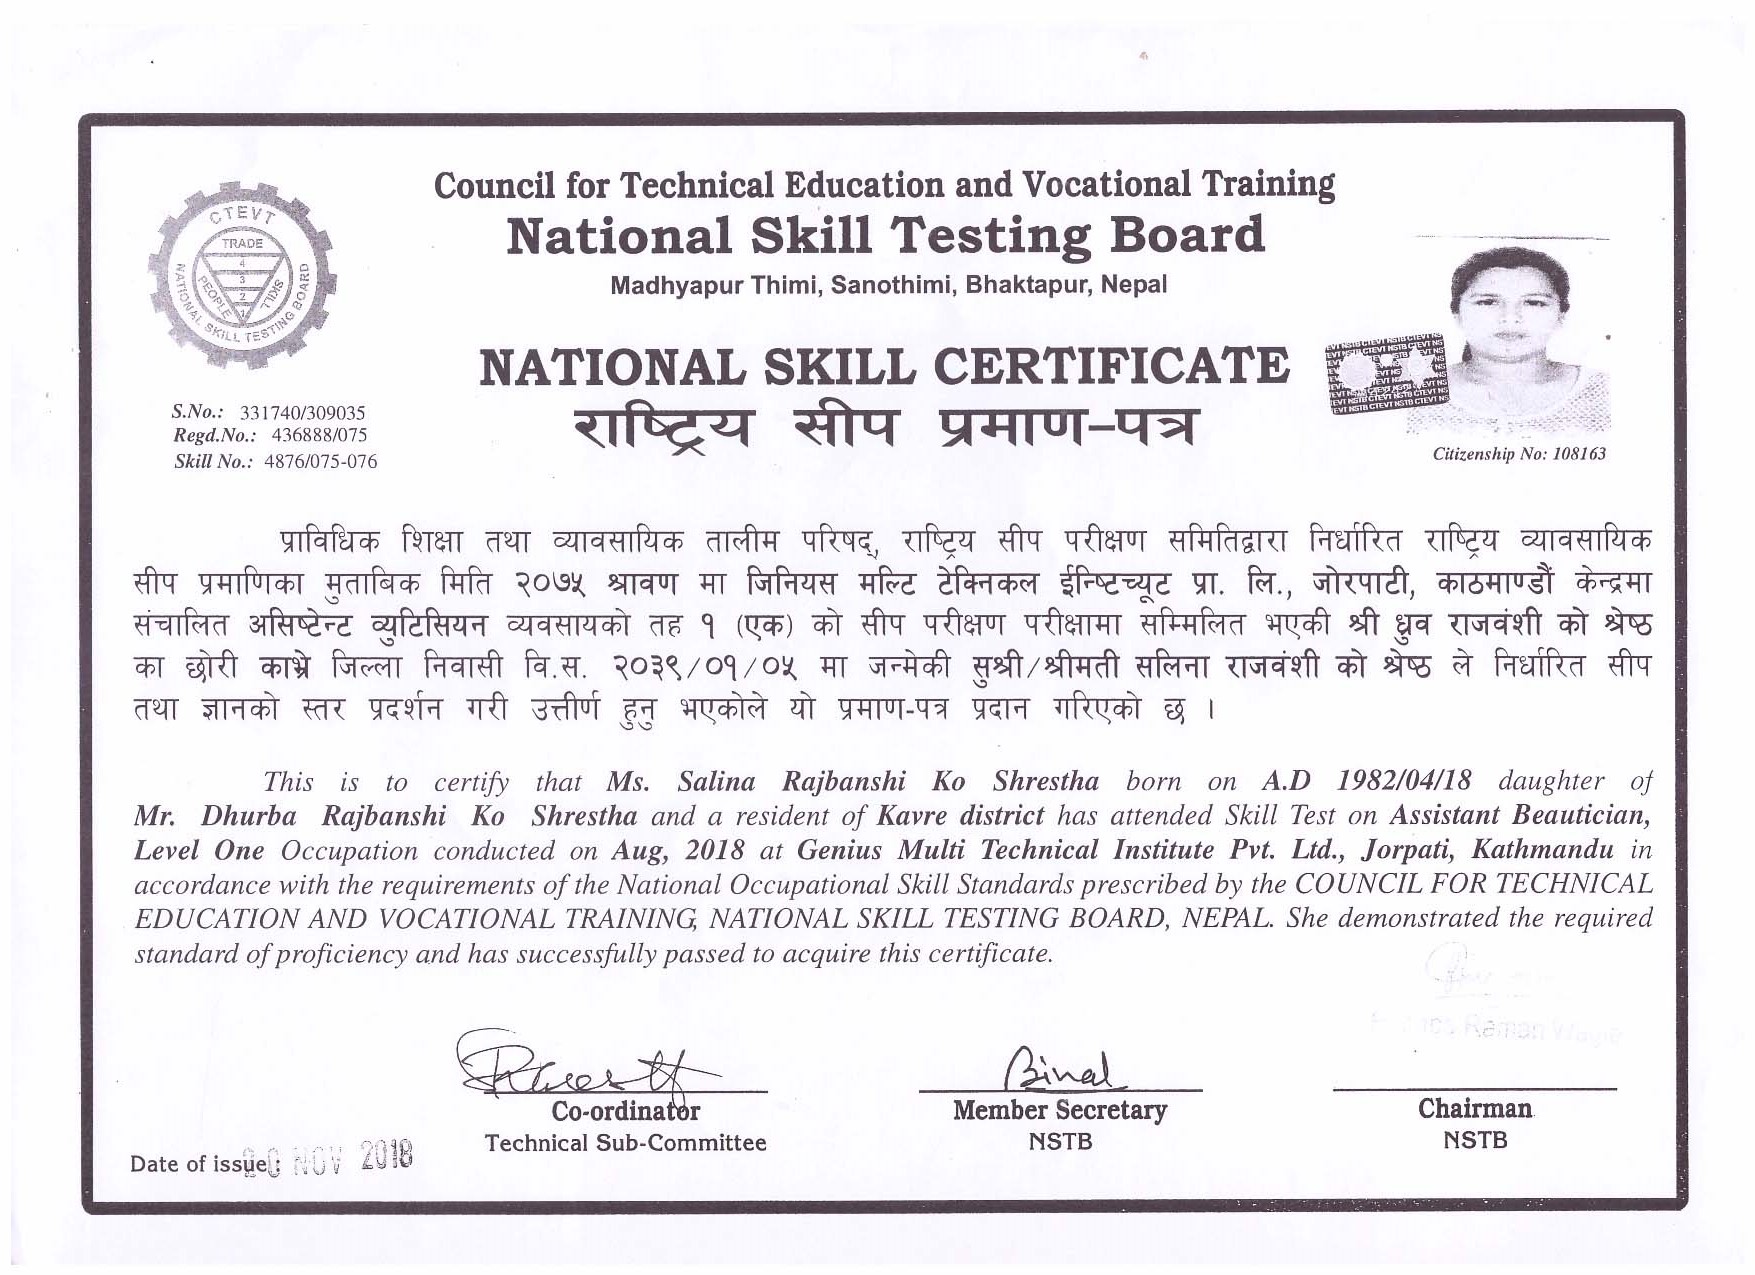 Council for Technical Education and Vocational Training
National Skill Testing Board
Madhyapur Thimi, Sanothimi, Bhaktapur, Nepal
CTEVT
NATIONAL SKILL TESTING BOARD
TRADE
PEOPLE
SKILL
4
3
2
1
NATIONAL SKILL CERTIFICATE
राष्ट्रिय सीप प्रमाण-पत्र
S.No.: 331740/309035
Regd.No.: 436888/075
Skill No.: 4876/075-076
CTEVT NSTB CTEVT NSTB
Citizenship No: 108163
प्राविधिक शिक्षा तथा व्यावसायिक तालीम परिषद्, राष्ट्रिय सीप परीक्षण समितिद्वारा निर्धारित राष्ट्रिय व्यावसायिक
सीप प्रमाणिका मुताबिक मिति २०७५ श्रावण मा जिनियस मल्टि टेक्निकल ईन्ष्टिच्यूट प्रा. लि., जोरपाटी, काठमाण्डौं केन्द्रमा
संचालित असिष्टेन्ट ब्युटिसियन व्यवसायको तह १ (एक) को सीप परीक्षण परीक्षामा सम्मिलित भएकी श्री ध्रुव राजवंशी को श्रेष्ठ
का छोरी काभ्रे जिल्ला निवासी वि.स. २०३९/०१/०५ मा जन्मेकी सुश्री/श्रीमती सलिना राजवंशी को श्रेष्ठ ले निर्धारित सीप
तथा ज्ञानको स्तर प्रदर्शन गरी उत्तीर्ण हुनु भएकोले यो प्रमाण-पत्र प्रदान गरिएको छ ।
This is to certify that Ms. Salina Rajbanshi Ko Shrestha born on A.D 1982/04/18 daughter of
Mr. Dhurba Rajbanshi Ko Shrestha and a resident of Kavre district has attended Skill Test on Assistant Beautician,
Level One Occupation conducted on Aug, 2018 at Genius Multi Technical Institute Pvt. Ltd., Jorpati, Kathmandu in
accordance with the requirements of the National Occupational Skill Standards prescribed by the COUNCIL FOR TECHNICAL
EDUCATION AND VOCATIONAL TRAINING, NATIONAL SKILL TESTING BOARD, NEPAL. She demonstrated the required
standard of proficiency and has successfully passed to acquire this certificate.
Raman
Co-ordinator
Technical Sub-Committee
Member Secretary
NSTB
Chairman
NSTB
Date of issue: NOV 2018